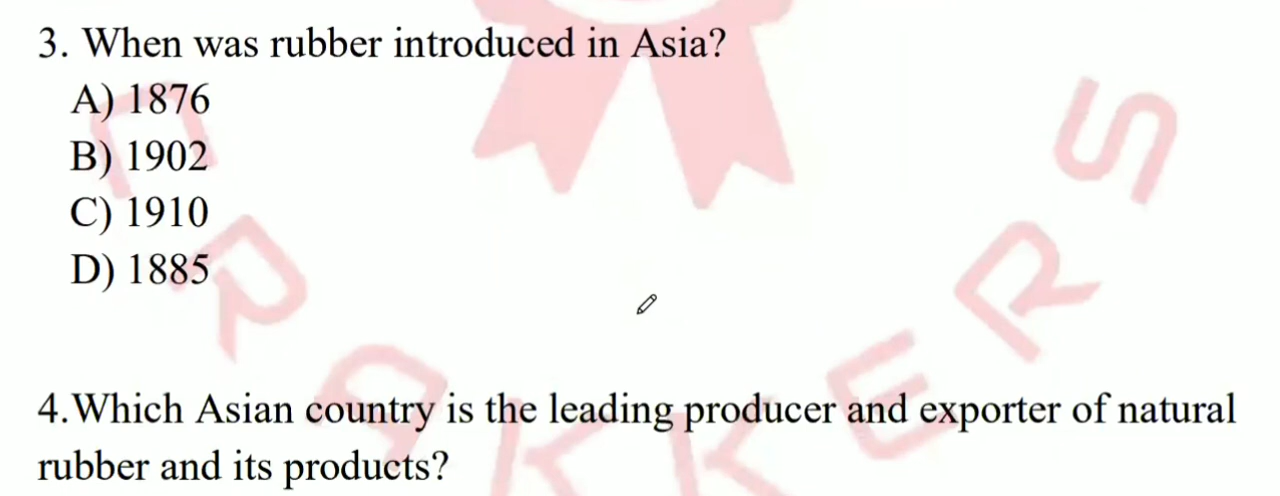 3. When was rubber introduced in Asia?
A) 1876
B) 1902
C) 1910
D) 1885
4.Which Asian country is the leading producer and exporter of natural
rubber and its products?